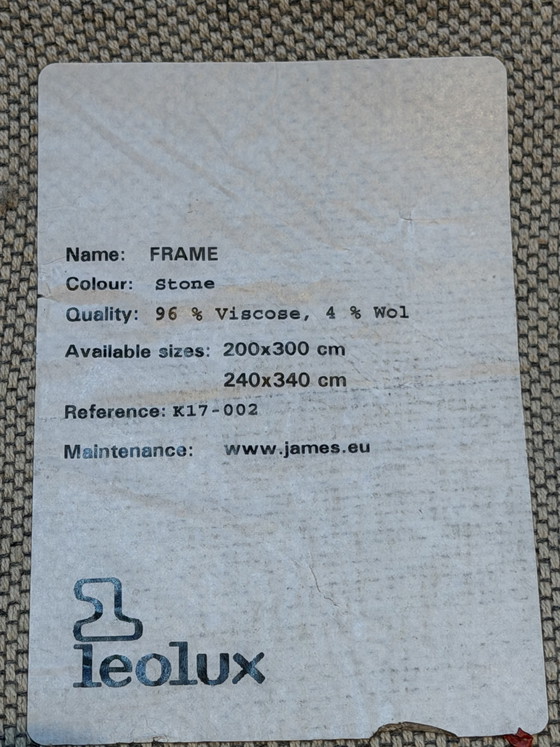 Name: FRAME
Colour: Stone
Quality: 96 % Viscose, 4 % Wol
Available sizes: 200x300 cm
240x340 cm
Reference: K17-002
Maintenance: www.james.eu
leolux